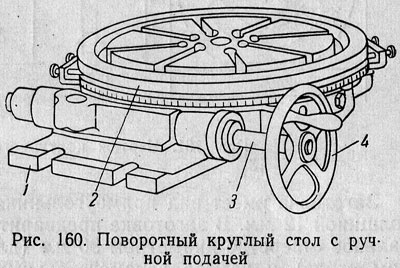 1
2
3
4
Рис. 160. Поворотный круглый стол с руч-
ной подачей